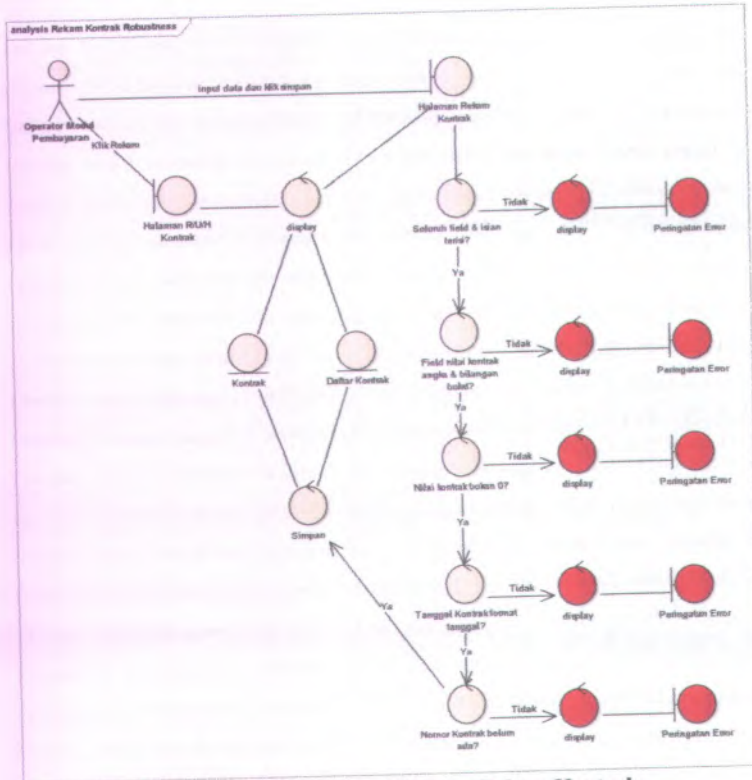 analysis Rekam Kontrak Robustness
input data dan klik simpan
Halaman Rekam
Kontrak
Operator Modul
Pembayaran
Klik Rekam
Halaman R/U/H
Kontrak
display
Seluruh field & isian
terisi?
Tidak
display
Peringatan Error
Ya
Kontrak
Daftar Kontrak
Field nilai kontrak
angka & bilangan
bulat?
Tidak
display
Peringatan Error
Ya
Nilai kontrak bukan 0?
Tidak
display
Peringatan Error
Simpan
Ya
Tanggal Kontrak format
tanggal?
Tidak
display
Peringatan Error
Ya
Ya
Nomor Kontrak belum
ada?
Tidak
display
Peringatan Error